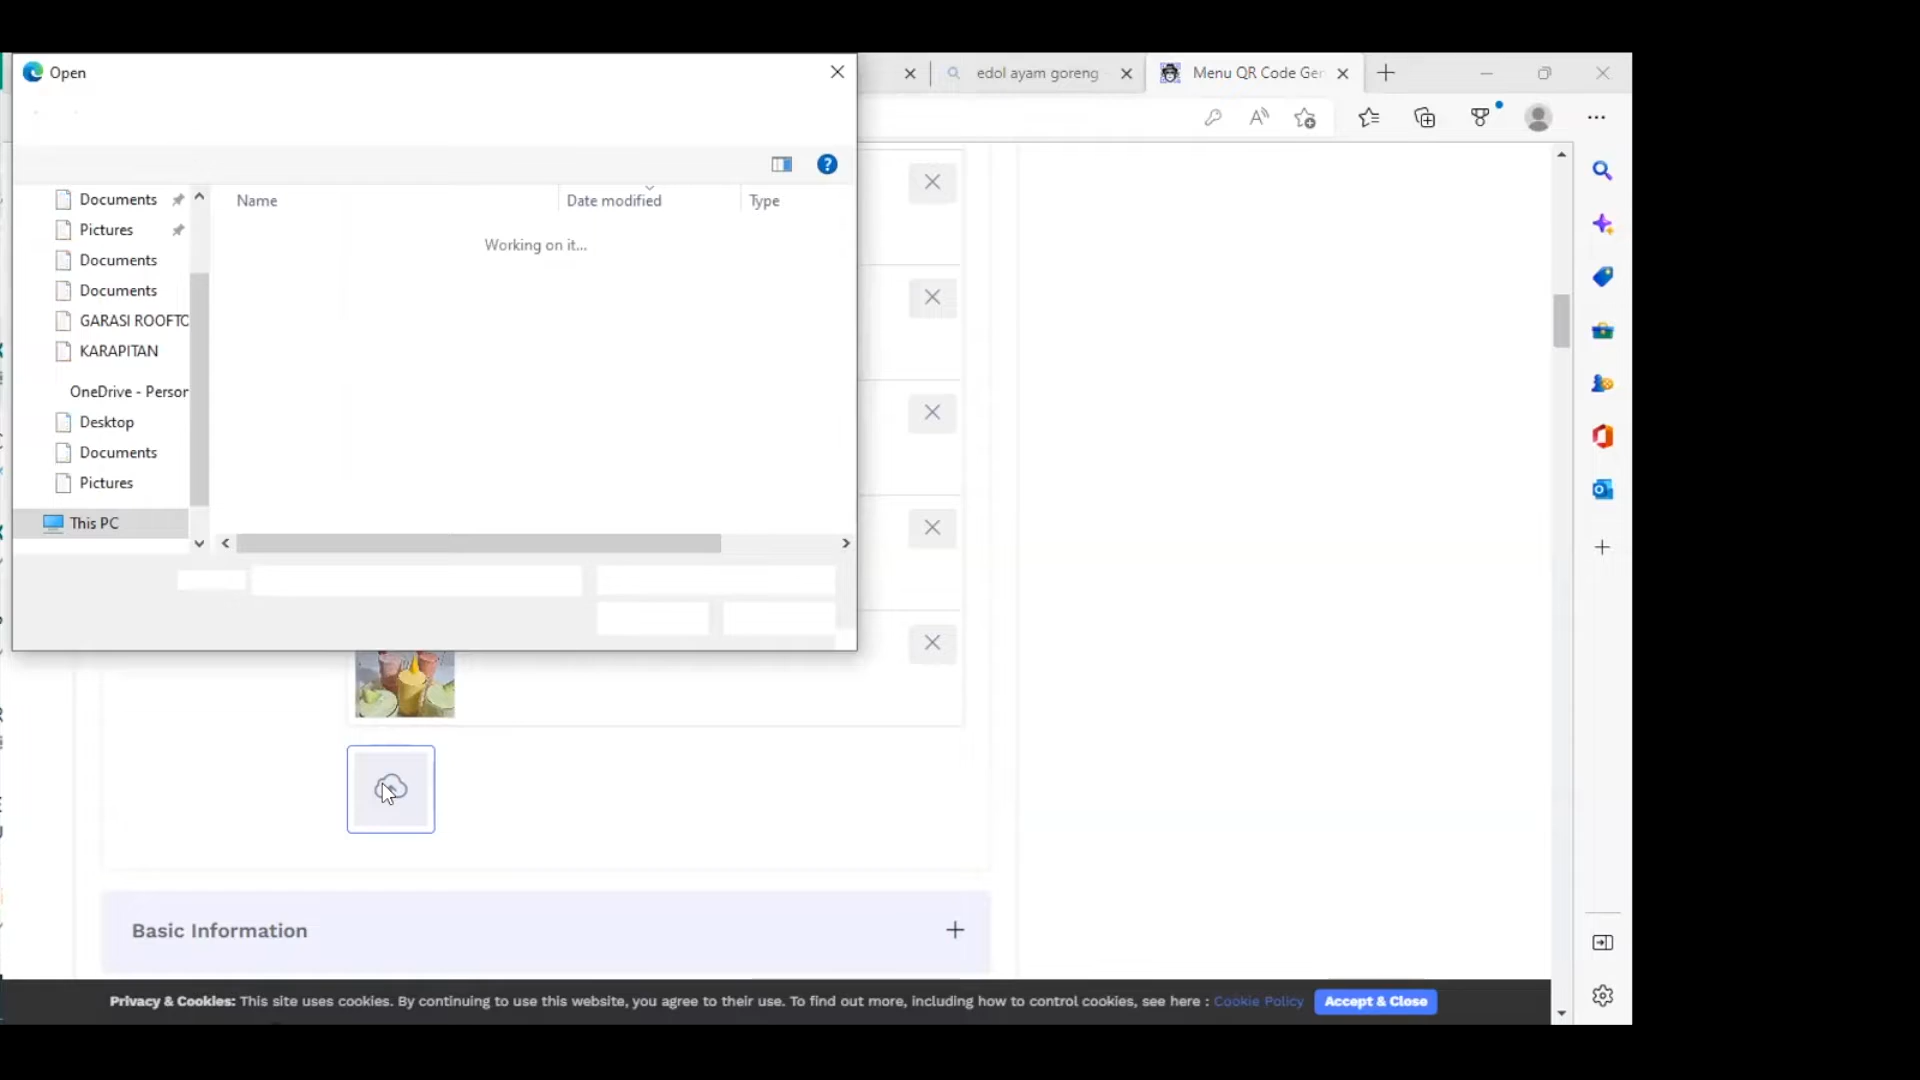 Open
edol ayam goreng
Menu QR Code Ger
Name
Date modified
Type
Working on it...
Documents
Pictures
Documents
Documents
GARASI ROOFTO
KARAPITAN
OneDrive - Person
Desktop
Documents
Pictures
This PC
Basic Information
Privacy & Cookies: This site uses cookies. By continuing to use this website, you agree to their use. To find out more, including how to control cookies, see here : Cookie Policy
Accept & Close